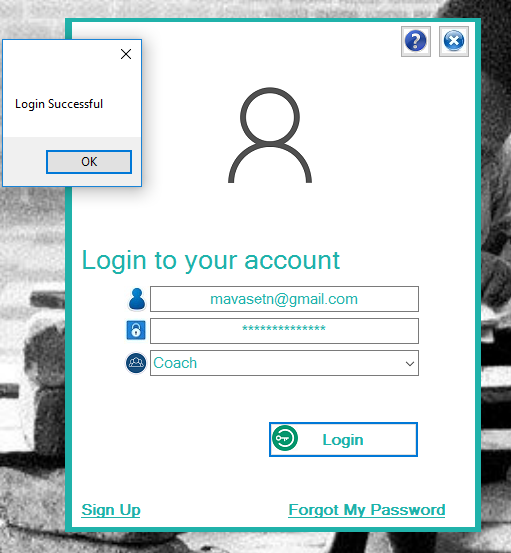 Login Successful
OK
?
Login to your account
mavasetn@gmail.com
**************
Coach
Login
Sign Up
Forgot My Password